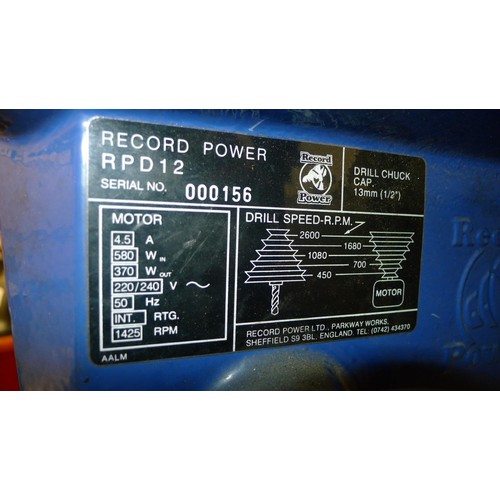 RECORD POWER
RPD12
SERIAL NO. 000156
Record
Power
DRILL CHUCK
CAP.
13mm (1/2")
MOTOR
4.5 A
580 W IN
370 W OUT
220/240 V ~
50 Hz
INT. RTG.
1425 RPM
DRILL SPEED-R.P.M.
2600
1680
1080
700
450
MOTOR
RECORD POWER LTD., PARKWAY WORKS,
SHEFFIELD S9 3BL. ENGLAND. TEL. (0742) 434370
AALM